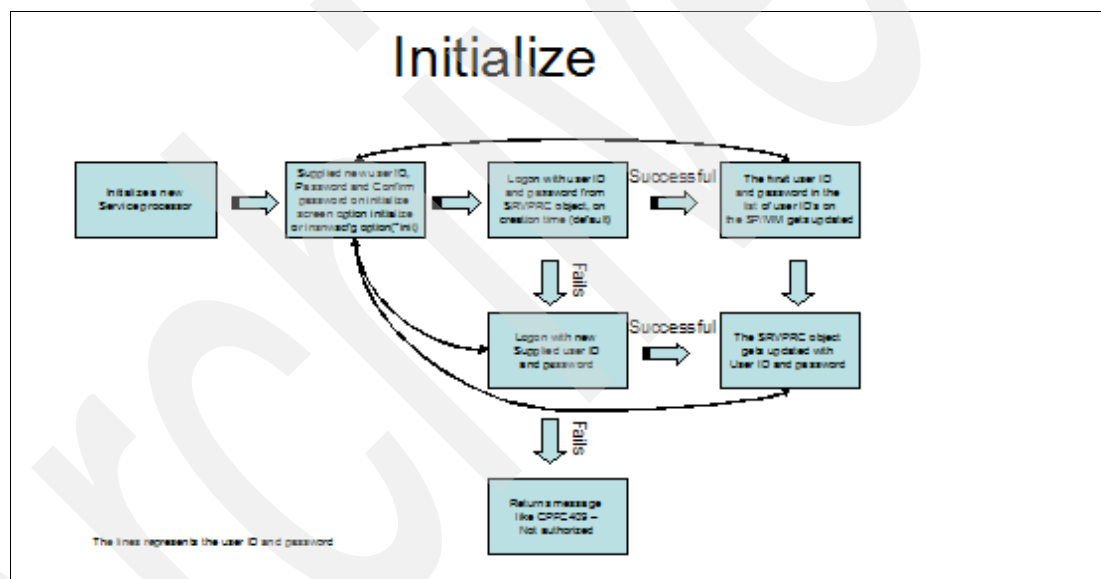 Initialize
Initializes new
Service processor
Supplied new user ID,
Password and Confirm
password on initialize
screen option initialize
or
option(*init)
Logon with user ID
and password from
SRVPRC object, on
creation time (default)
Successful
The first user ID
and password in the
list of user ID's on
the SP/MM gets updated
Fails
Logon with new
Supplied user ID
and password
Successful
The SRVPRC object
gets updated with
User ID and password
Fails
Returns message
like CPFC409 –
Not authorized
The lines represents the user ID and password